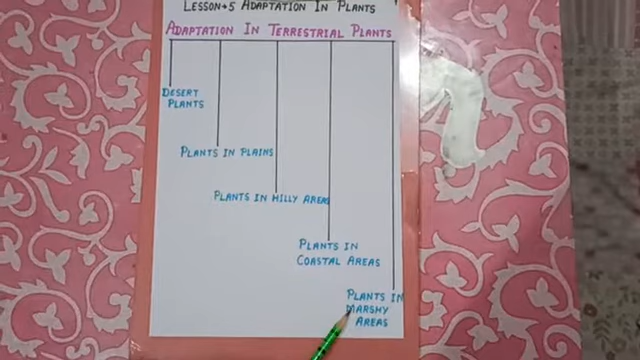 LESSON→5 ADAPTATION IN PLANTS
ADAPTATION IN TERRESTRIAL PLANTS
DESERT
PLANTS
PLANTS IN PLAINS
PLANTS IN HILLY AREAS
PLANTS IN
COASTAL AREAS
PLANTS IN
MARSHY
AREAS